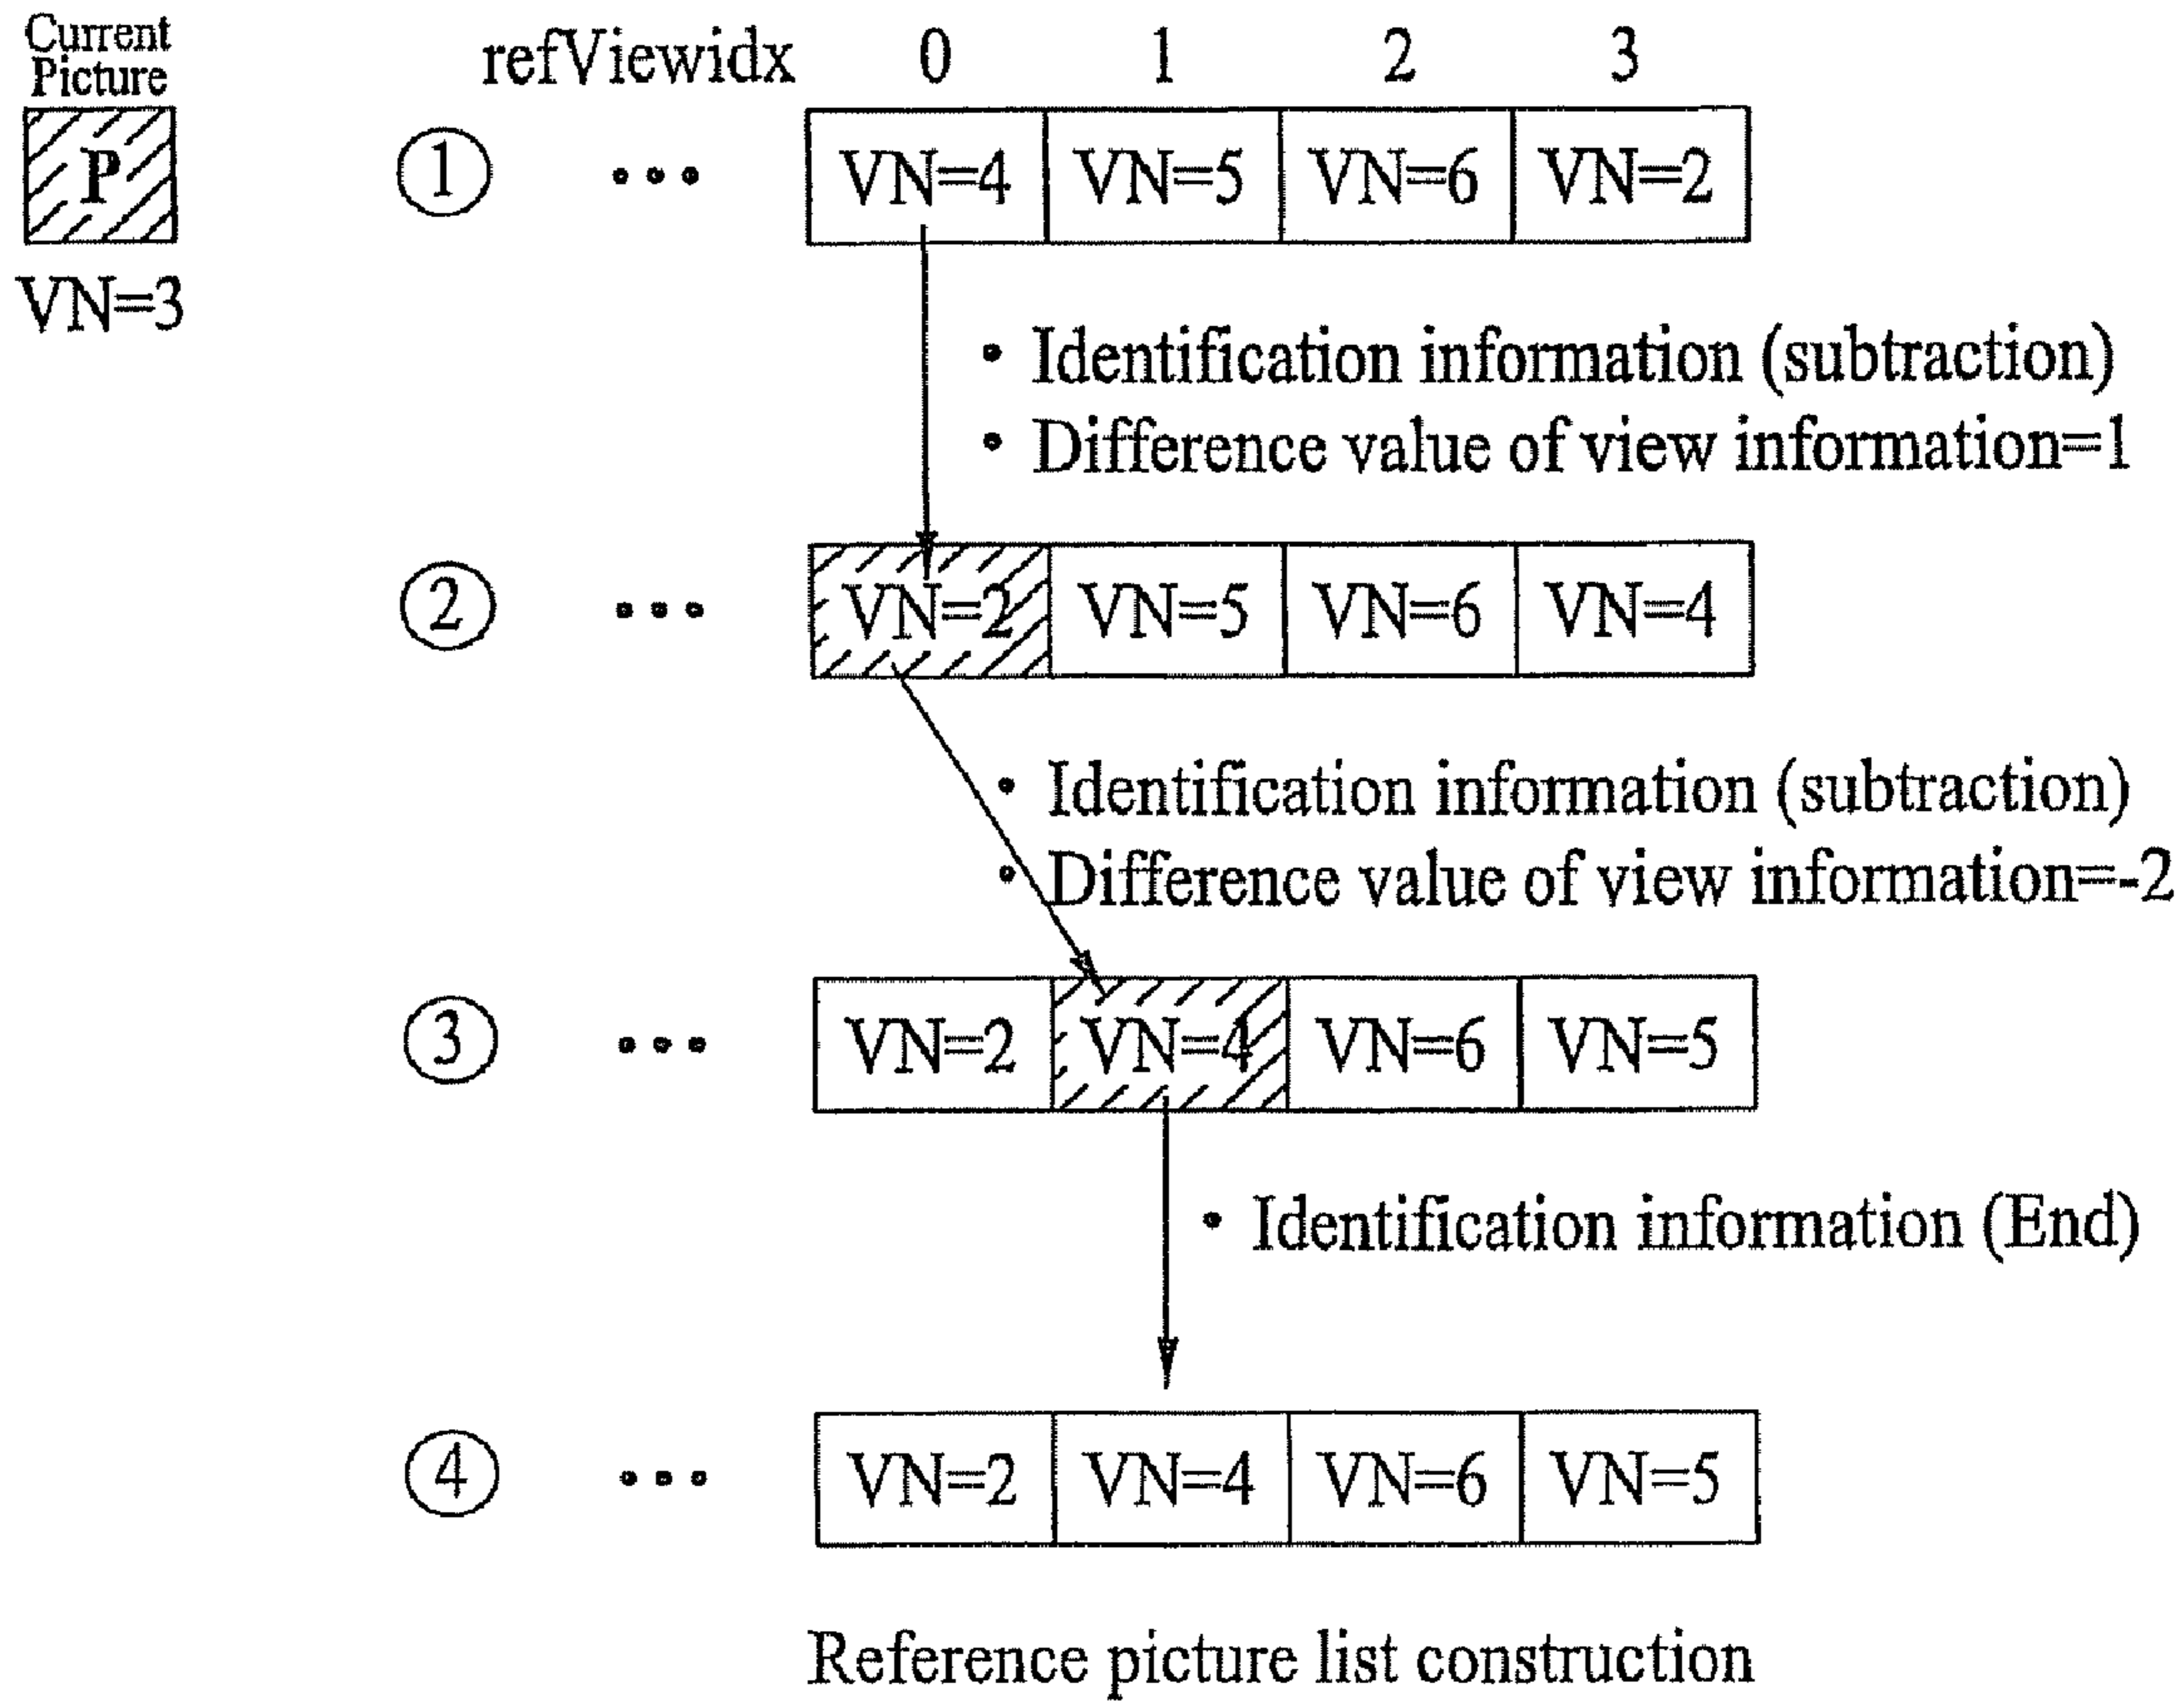 Current
Picture
P
VN=3
refViewidx 0 1 2 3
① ••• VN=4 VN=5 VN=6 VN=2
• Identification information (subtraction)
• Difference value of view information=1
② ••• VN=2 VN=5 VN=6 VN=4
• Identification information (subtraction)
• Difference value of view information=-2
③ ••• VN=2 VN=4 VN=6 VN=5
• Identification information (End)
④ ••• VN=2 VN=4 VN=6 VN=5
Reference picture list construction